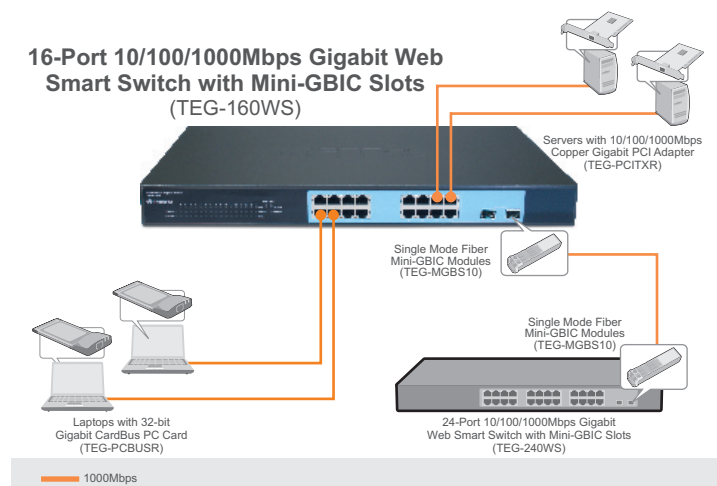 16-Port 10/100/1000Mbps Gigabit Web
Smart Switch with Mini-GBIC Slots
(TEG-160WS)
Servers with 10/100/1000Mbps
Copper Gigabit PCI Adapter
(TEG-PCITXR)
Single Mode Fiber
Mini-GBIC Modules
(TEG-MGBS10)
Single Mode Fiber
Mini-GBIC Modules
(TEG-MGBS10)
Laptops with 32-bit
Gigabit CardBus PC Card
(TEG-PCBUSR)
24-Port 10/100/1000Mbps Gigabit
Web Smart Switch with Mini-GBIC Slots
(TEG-240WS)
1000Mbps